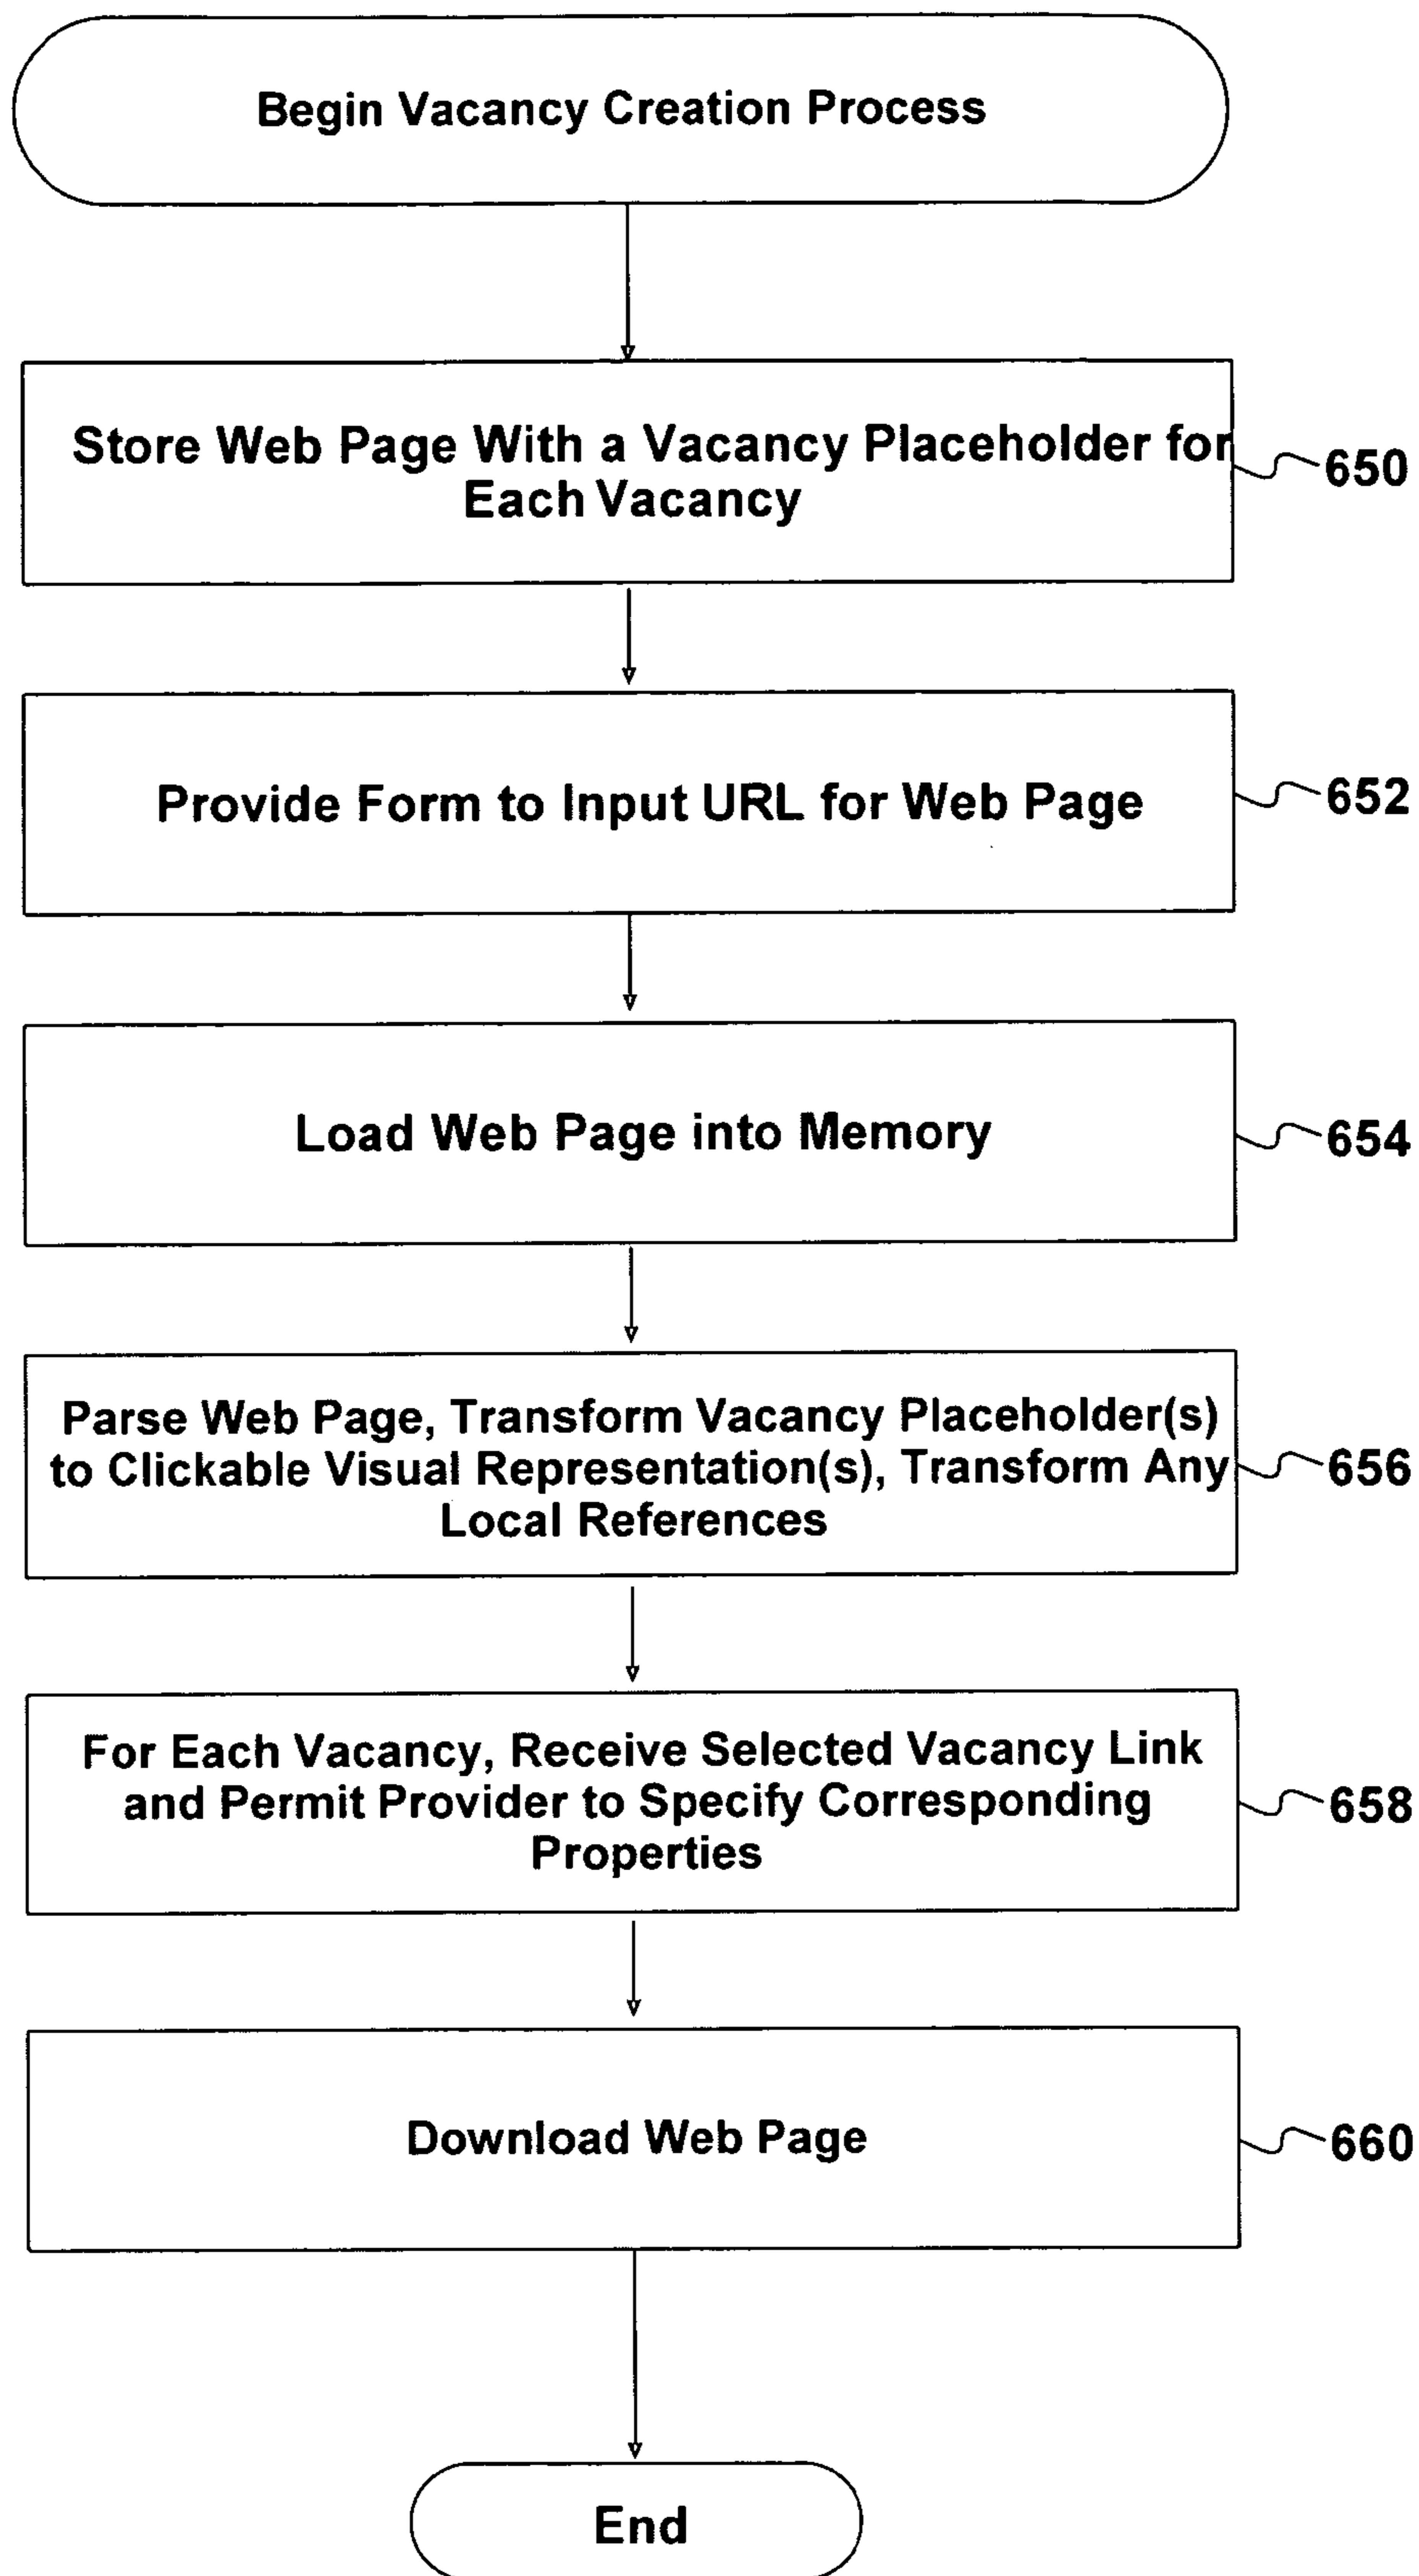 Begin Vacancy Creation Process
Store Web Page With a Vacancy Placeholder for
Each Vacancy
650
Provide Form to Input URL for Web Page
652
Load Web Page into Memory
654
Parse Web Page, Transform Vacancy Placeholder(s)
to Clickable Visual Representation(s), Transform Any
Local References
656
For Each Vacancy, Receive Selected Vacancy Link
and Permit Provider to Specify Corresponding
Properties
658
Download Web Page
660
End